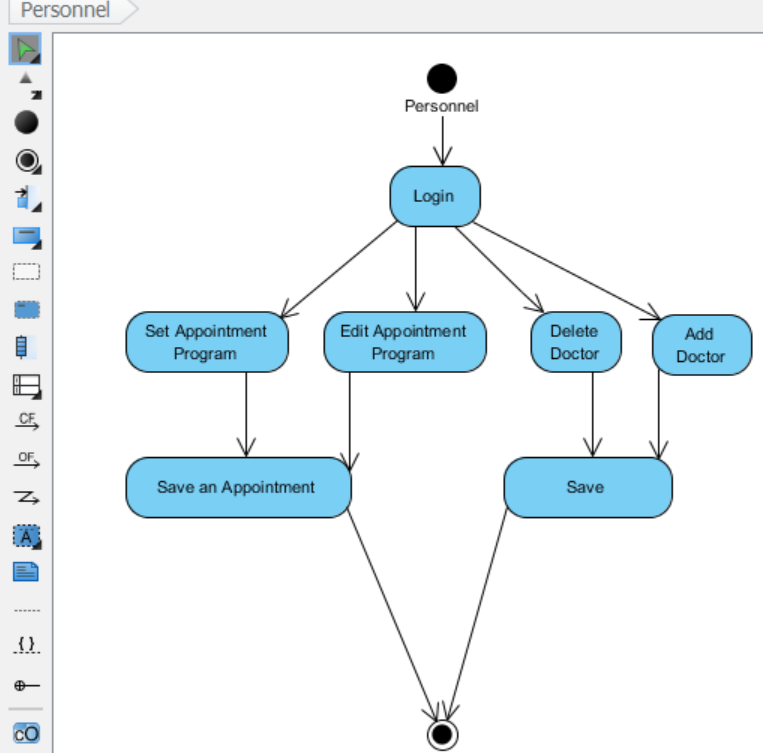 Personnel
Personnel
Login
Set Appointment
Program
Edit Appointment
Program
Delete
Doctor
Add
Doctor
Save an Appointment
Save
CF
OF
A
{}
cO